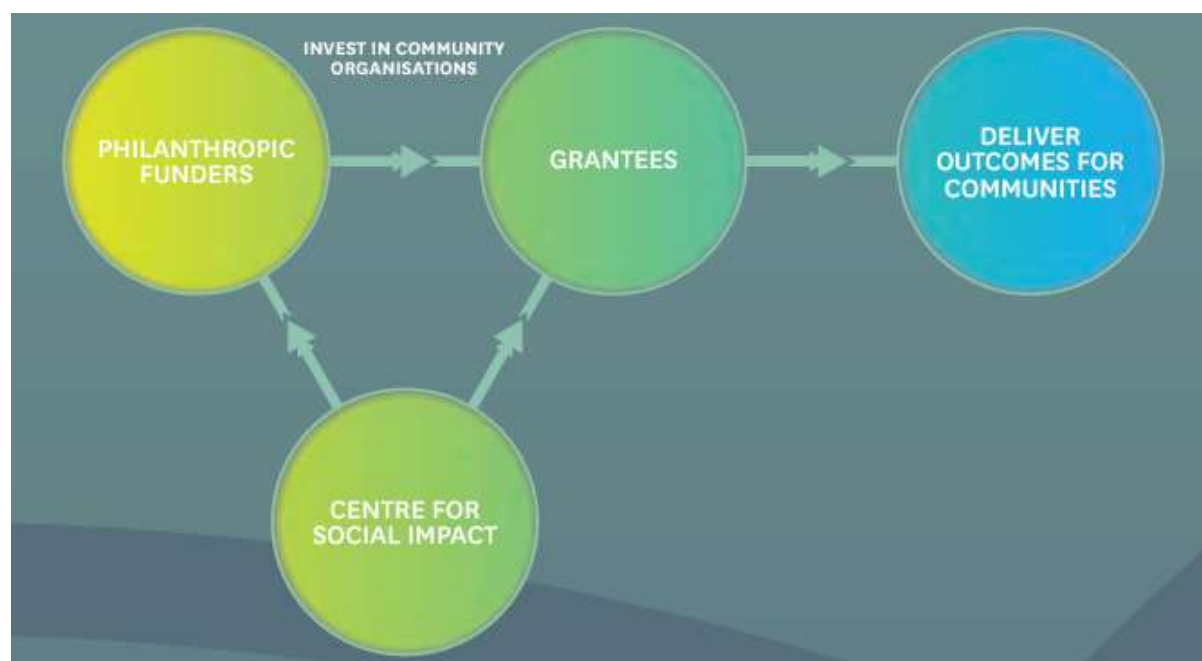 INVEST IN COMMUNITY
ORGANISATIONS
PHILANTHROPIC
FUNDERS
GRANTEES
DELIVER
OUTCOMES FOR
COMMUNITIES
CENTRE FOR
SOCIAL IMPACT